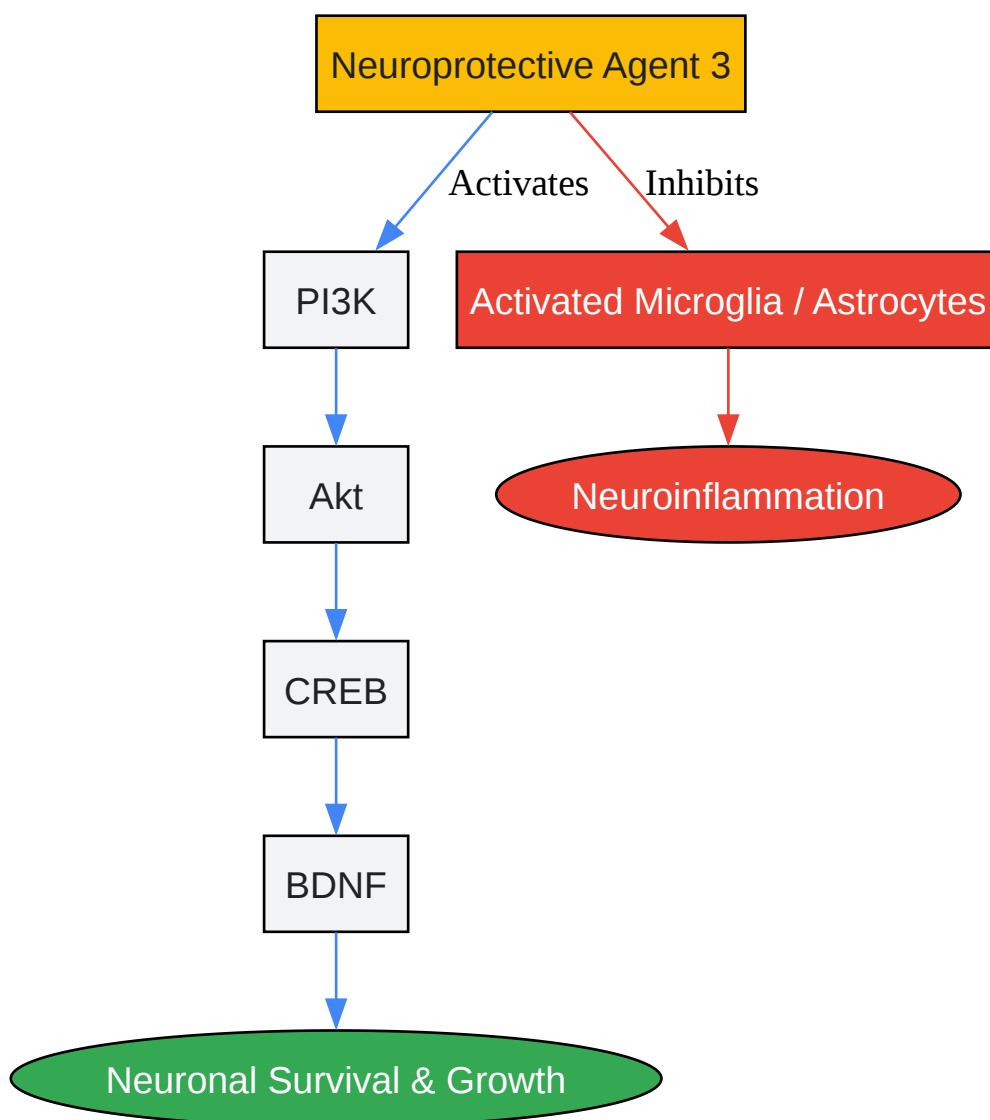 Neuroprotective Agent 3
Activates
Inhibits
PI3K
Activated Microglia / Astrocytes
Akt
Neuroinflammation
CREB
BDNF
Neuronal Survival & Growth